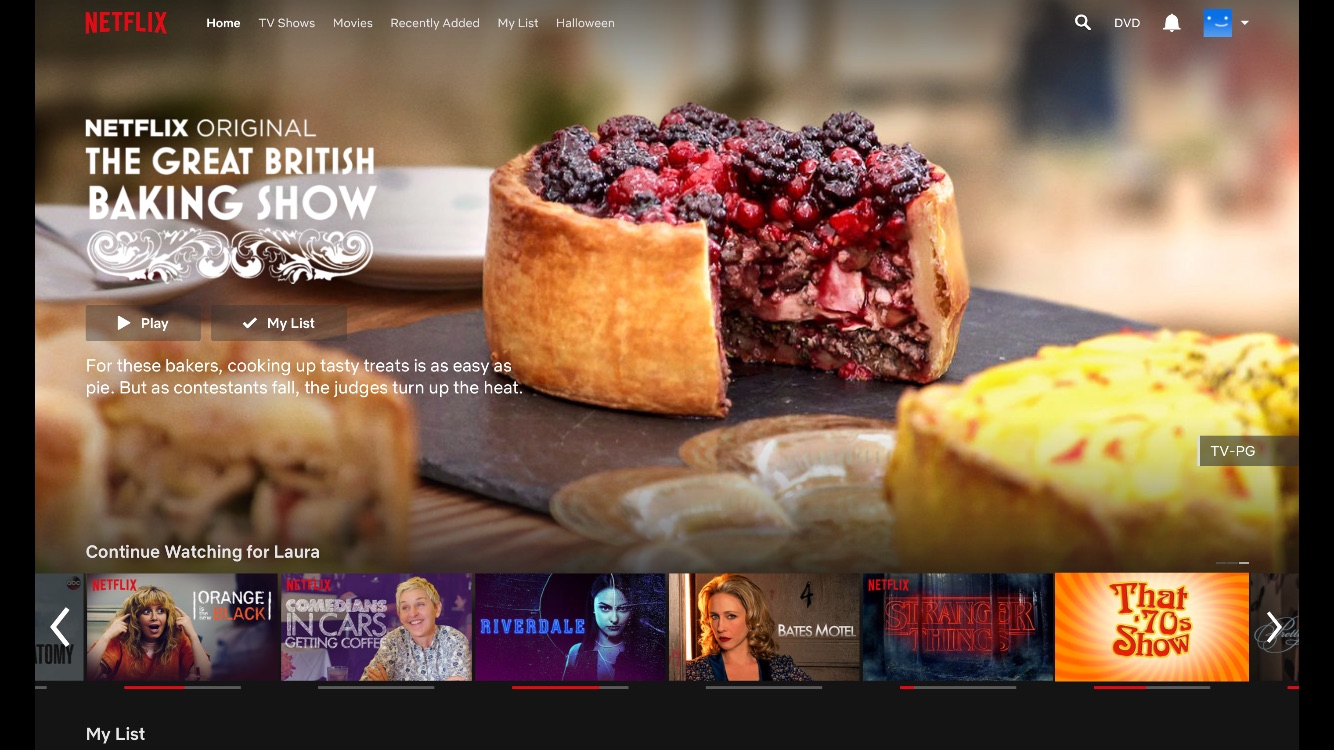 NETFLIX Home TV Shows Movies Recently Added My List Halloween DVD
NETFLIX ORIGINAL
THE GREAT BRITISH
BAKING SHOW
Play My List
For these bakers, cooking up tasty treats is as easy as
pie. But as contestants fall, the judges turn up the heat.
TV-PG
Continue Watching for Laura
abc
ATOMY
NETFLIX
ORANGE
IS THE NEW
BLACK
NETFLIX
COMEDIANS
IN CARS
GETTING COFFEE
RIVERDALE
BATES MOTEL
NETFLIX
STRANGER
THINGS
That
'70s
Show
Pretty
My List